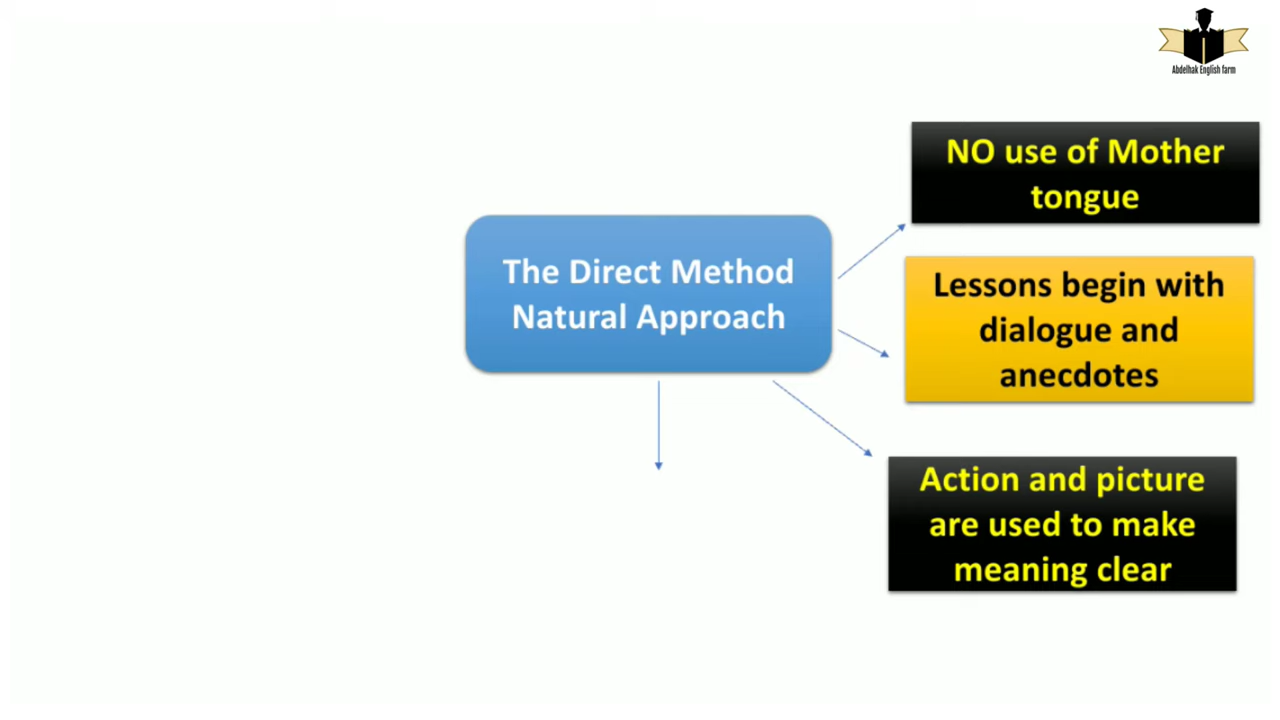 Abdelhak English farm
NO use of Mother
tongue
The Direct Method
Natural Approach
Lessons begin with
dialogue and
anecdotes
Action and picture
are used to make
meaning clear